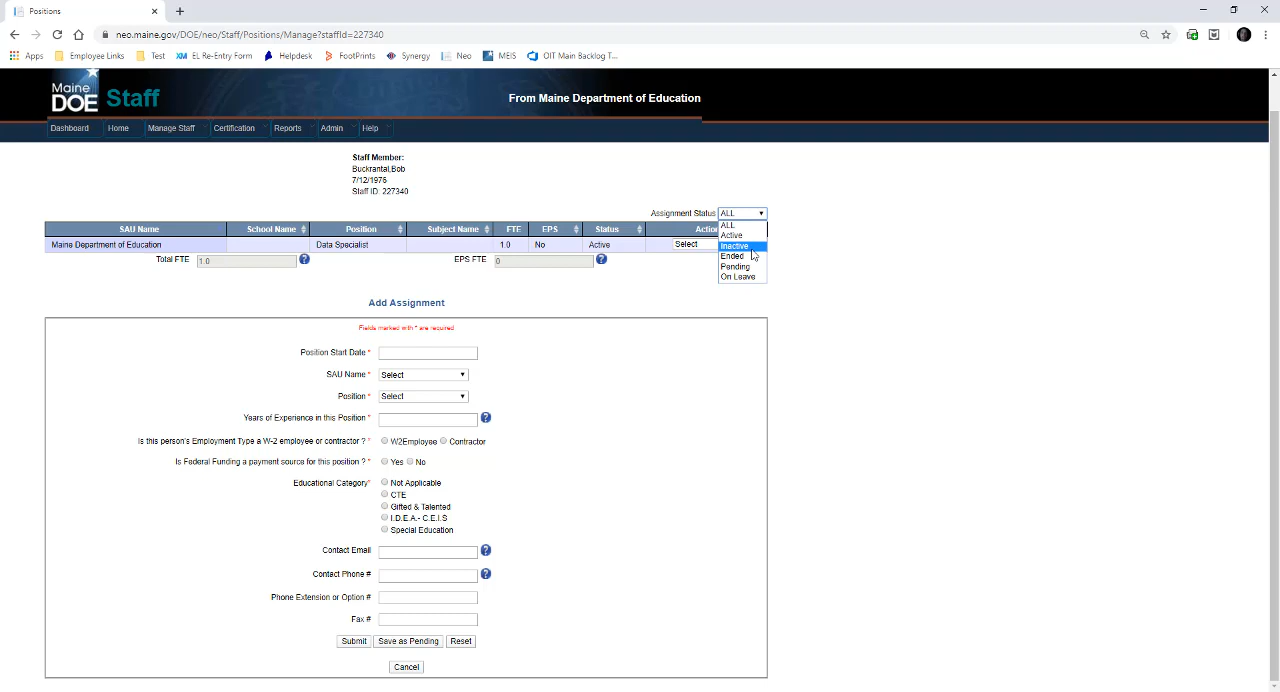 Positions
neo.maine.gov/DOE/neo/Staff/Positions/Manage?staffId=227340
Apps Employee Links Test XM EL Re-Entry Form Helpdesk FootPrints Synergy Neo MEIS OIT Main Backlog T...
Maine
DOE Staff
From Maine Department of Education
Dashboard Home Manage Staff Certification Reports Admin Help
Staff Member:
Buckrantal,Bob
7/12/1976
Staff ID: 227340
Assignment Status ALL
SAU Name School Name Position Subject Name FTE EPS Status Action
ALL
Active
Inactive
Ended
Pending
On Leave
Maine Department of Education Data Specialist 1.0 No Active Select
Total FTE 1.0 ? EPS FTE 0 ?
Add Assignment
Fields marked with * are required
Position Start Date *
SAU Name * Select
Position * Select
Years of Experience in this Position * ?
Is this person's Employment Type a W-2 employee or contractor ? * W2Employee Contractor
Is Federal Funding a payment source for this position ? * Yes No
Educational Category* Not Applicable
CTE
Gifted & Talented
I.D.E.A.- C.E.I.S
Special Education
Contact Email ?
Contact Phone # ?
Phone Extension or Option #
Fax #
Submit Save as Pending Reset
Cancel